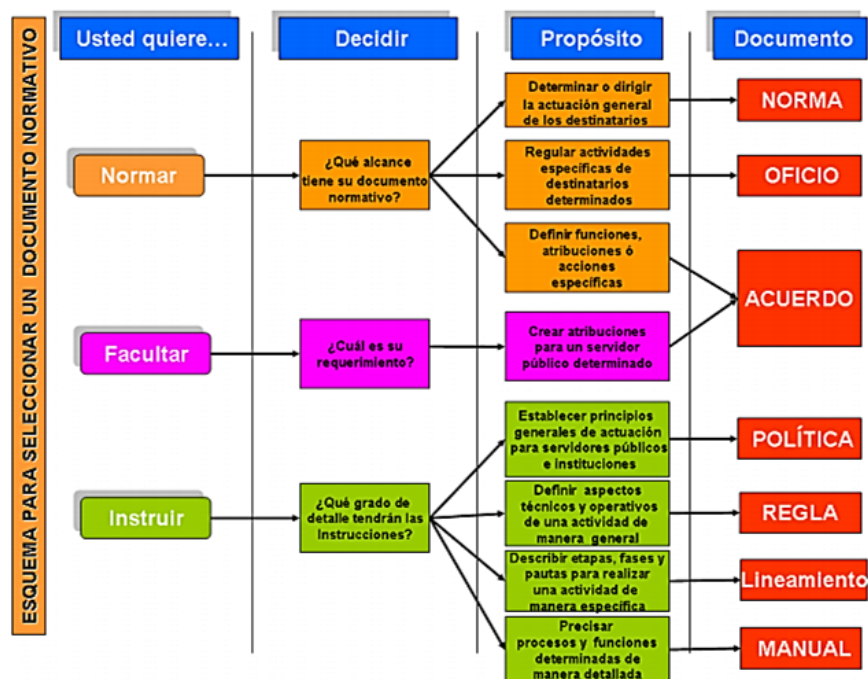 ESQUEMA PARA SELECCIONAR UN DOCUMENTO NORMATIVO
Usted quiere…
Decidir
Propósito
Documento
Normar
¿Qué alcance
tiene su documento
normativo?
Determinar o dirigir
la actuación general
de los destinatarios
NORMA
Regular actividades
específicas de
destinatarios
determinados
OFICIO
Definir funciones,
atribuciones ó
acciones
específicas
ACUERDO
Facultar
¿Cuál es su
requerimiento?
Crear atribuciones
para un servidor
público determinado
Instruir
¿Qué grado de
detalle tendrán las
Instrucciones?
Establecer principios
generales de actuación
para servidores públicos
e instituciones
POLÍTICA
Definir aspectos
técnicos y operativos
de una actividad de
manera general
REGLA
Describir etapas, fases y
pautas para realizar
una actividad de
manera específica
Lineamiento
Precisar
procesos y funciones
determinadas de
manera detallada
MANUAL